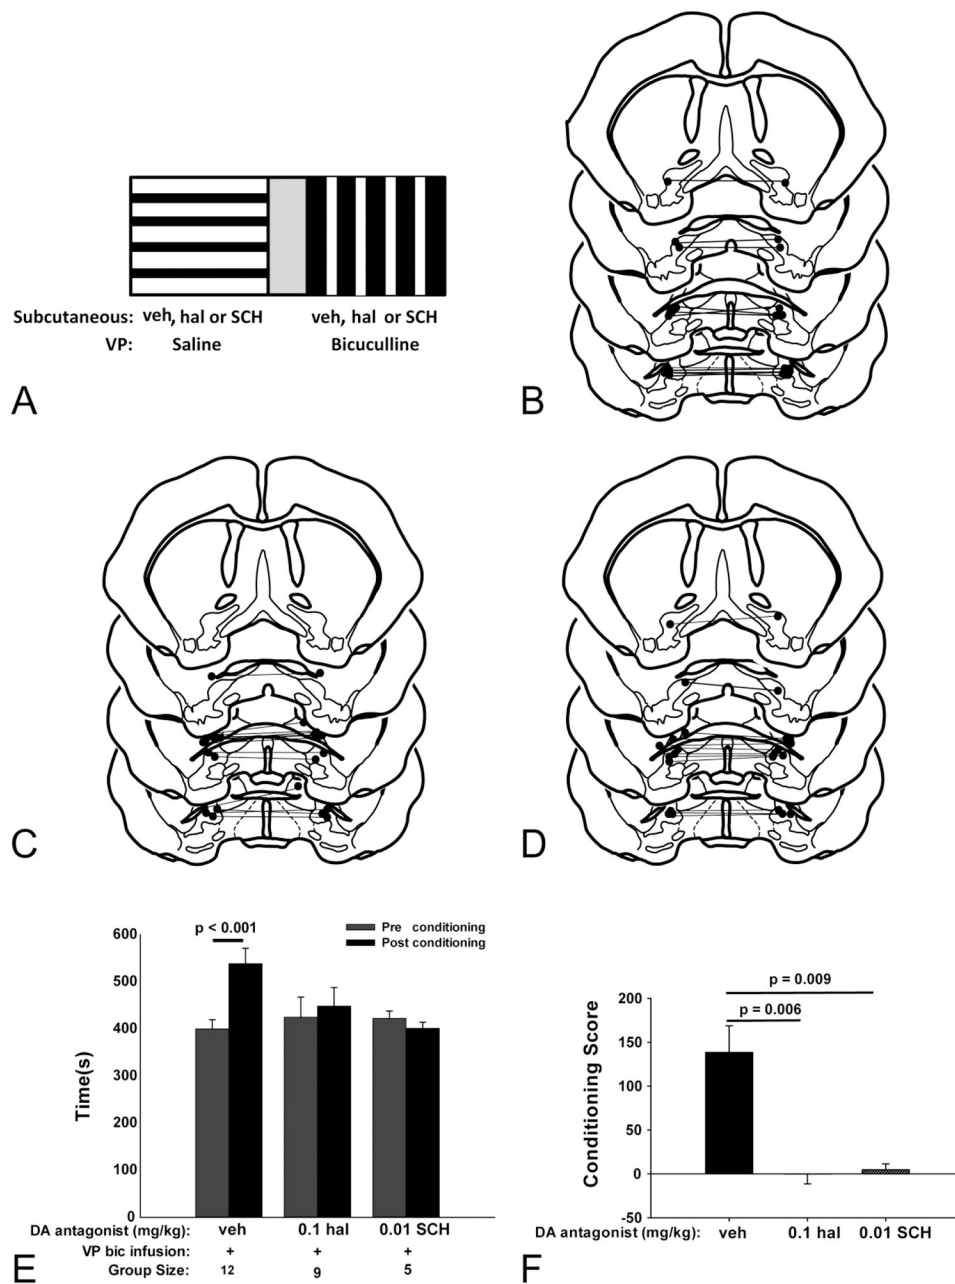 Subcutaneous: veh, hal or SCH veh, hal or SCH
VP: Saline Bicuculline
A
B
C
D
p < 0.001
Pre conditioning
Post conditioning
600
500
400
300
200
100
0
Time(s)
DA antagonist (mg/kg): veh 0.1 hal 0.01 SCH
VP bic infusion: + + +
Group Size: 12 9 5
E
p = 0.009
p = 0.006
200
150
100
50
0
-50
Conditioning Score
DA antagonist (mg/kg): veh 0.1 hal 0.01 SCH
F